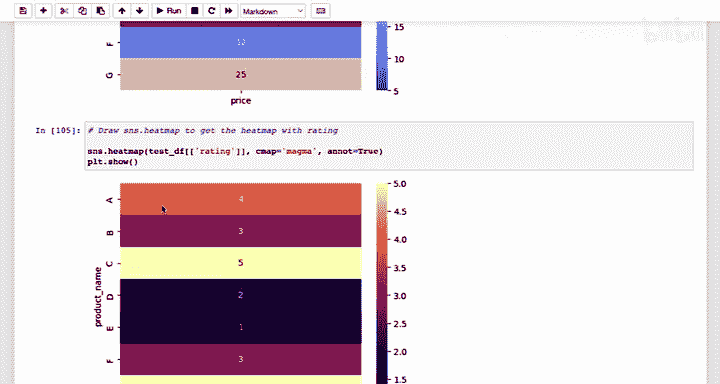 Run
Markdown
F
12
15
10
G
25
5
price
In [105]:
# Draw sns.heatmap to get the heatmap with rating
sns.heatmap(test_df[['rating']], cmap='magma', annot=True)
plt.show()
A
4
5.0
4.5
B
3
4.0
C
5
3.5
product_name
D
2
3.0
2.5
E
1
2.0
F
3
1.5